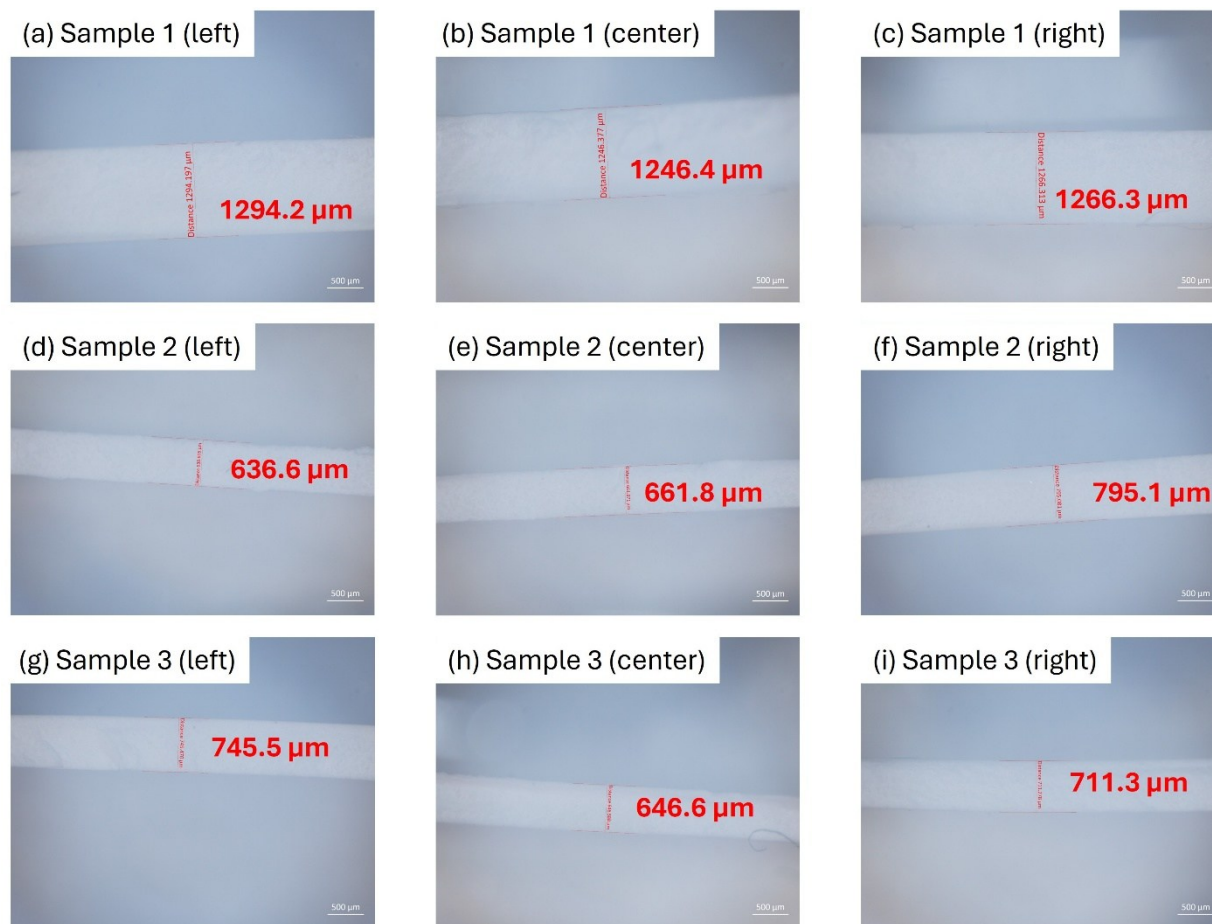 (a) Sample 1 (left)
Distance 1294.197 µm
1294.2 µm
500 µm
(b) Sample 1 (center)
Distance 1246.377 µm
1246.4 µm
500 µm
(c) Sample 1 (right)
Distance 1266.313 µm
1266.3 µm
500 µm
(d) Sample 2 (left)
636.6 µm
500 µm
(e) Sample 2 (center)
661.8 µm
500 µm
(f) Sample 2 (right)
795.1 µm
500 µm
(g) Sample 3 (left)
745.5 µm
500 µm
(h) Sample 3 (center)
646.6 µm
500 µm
(i) Sample 3 (right)
711.3 µm
500 µm